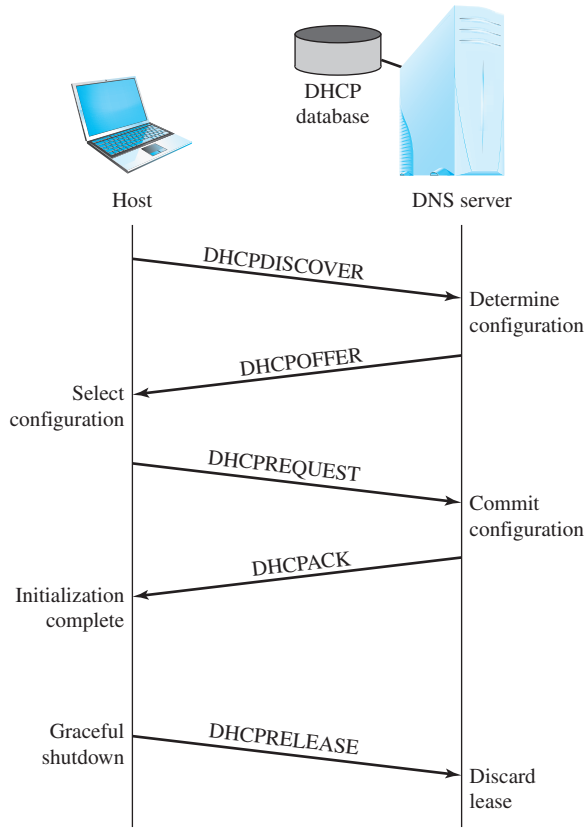 DHCP
database
Host
DNS server
DHCPDISCOVER
Determine
configuration
DHCPOFFER
Select
configuration
DHCPREQUEST
Commit
configuration
DHCPACK
Initialization
complete
Graceful
shutdown
DHCPRELEASE
Discard
lease